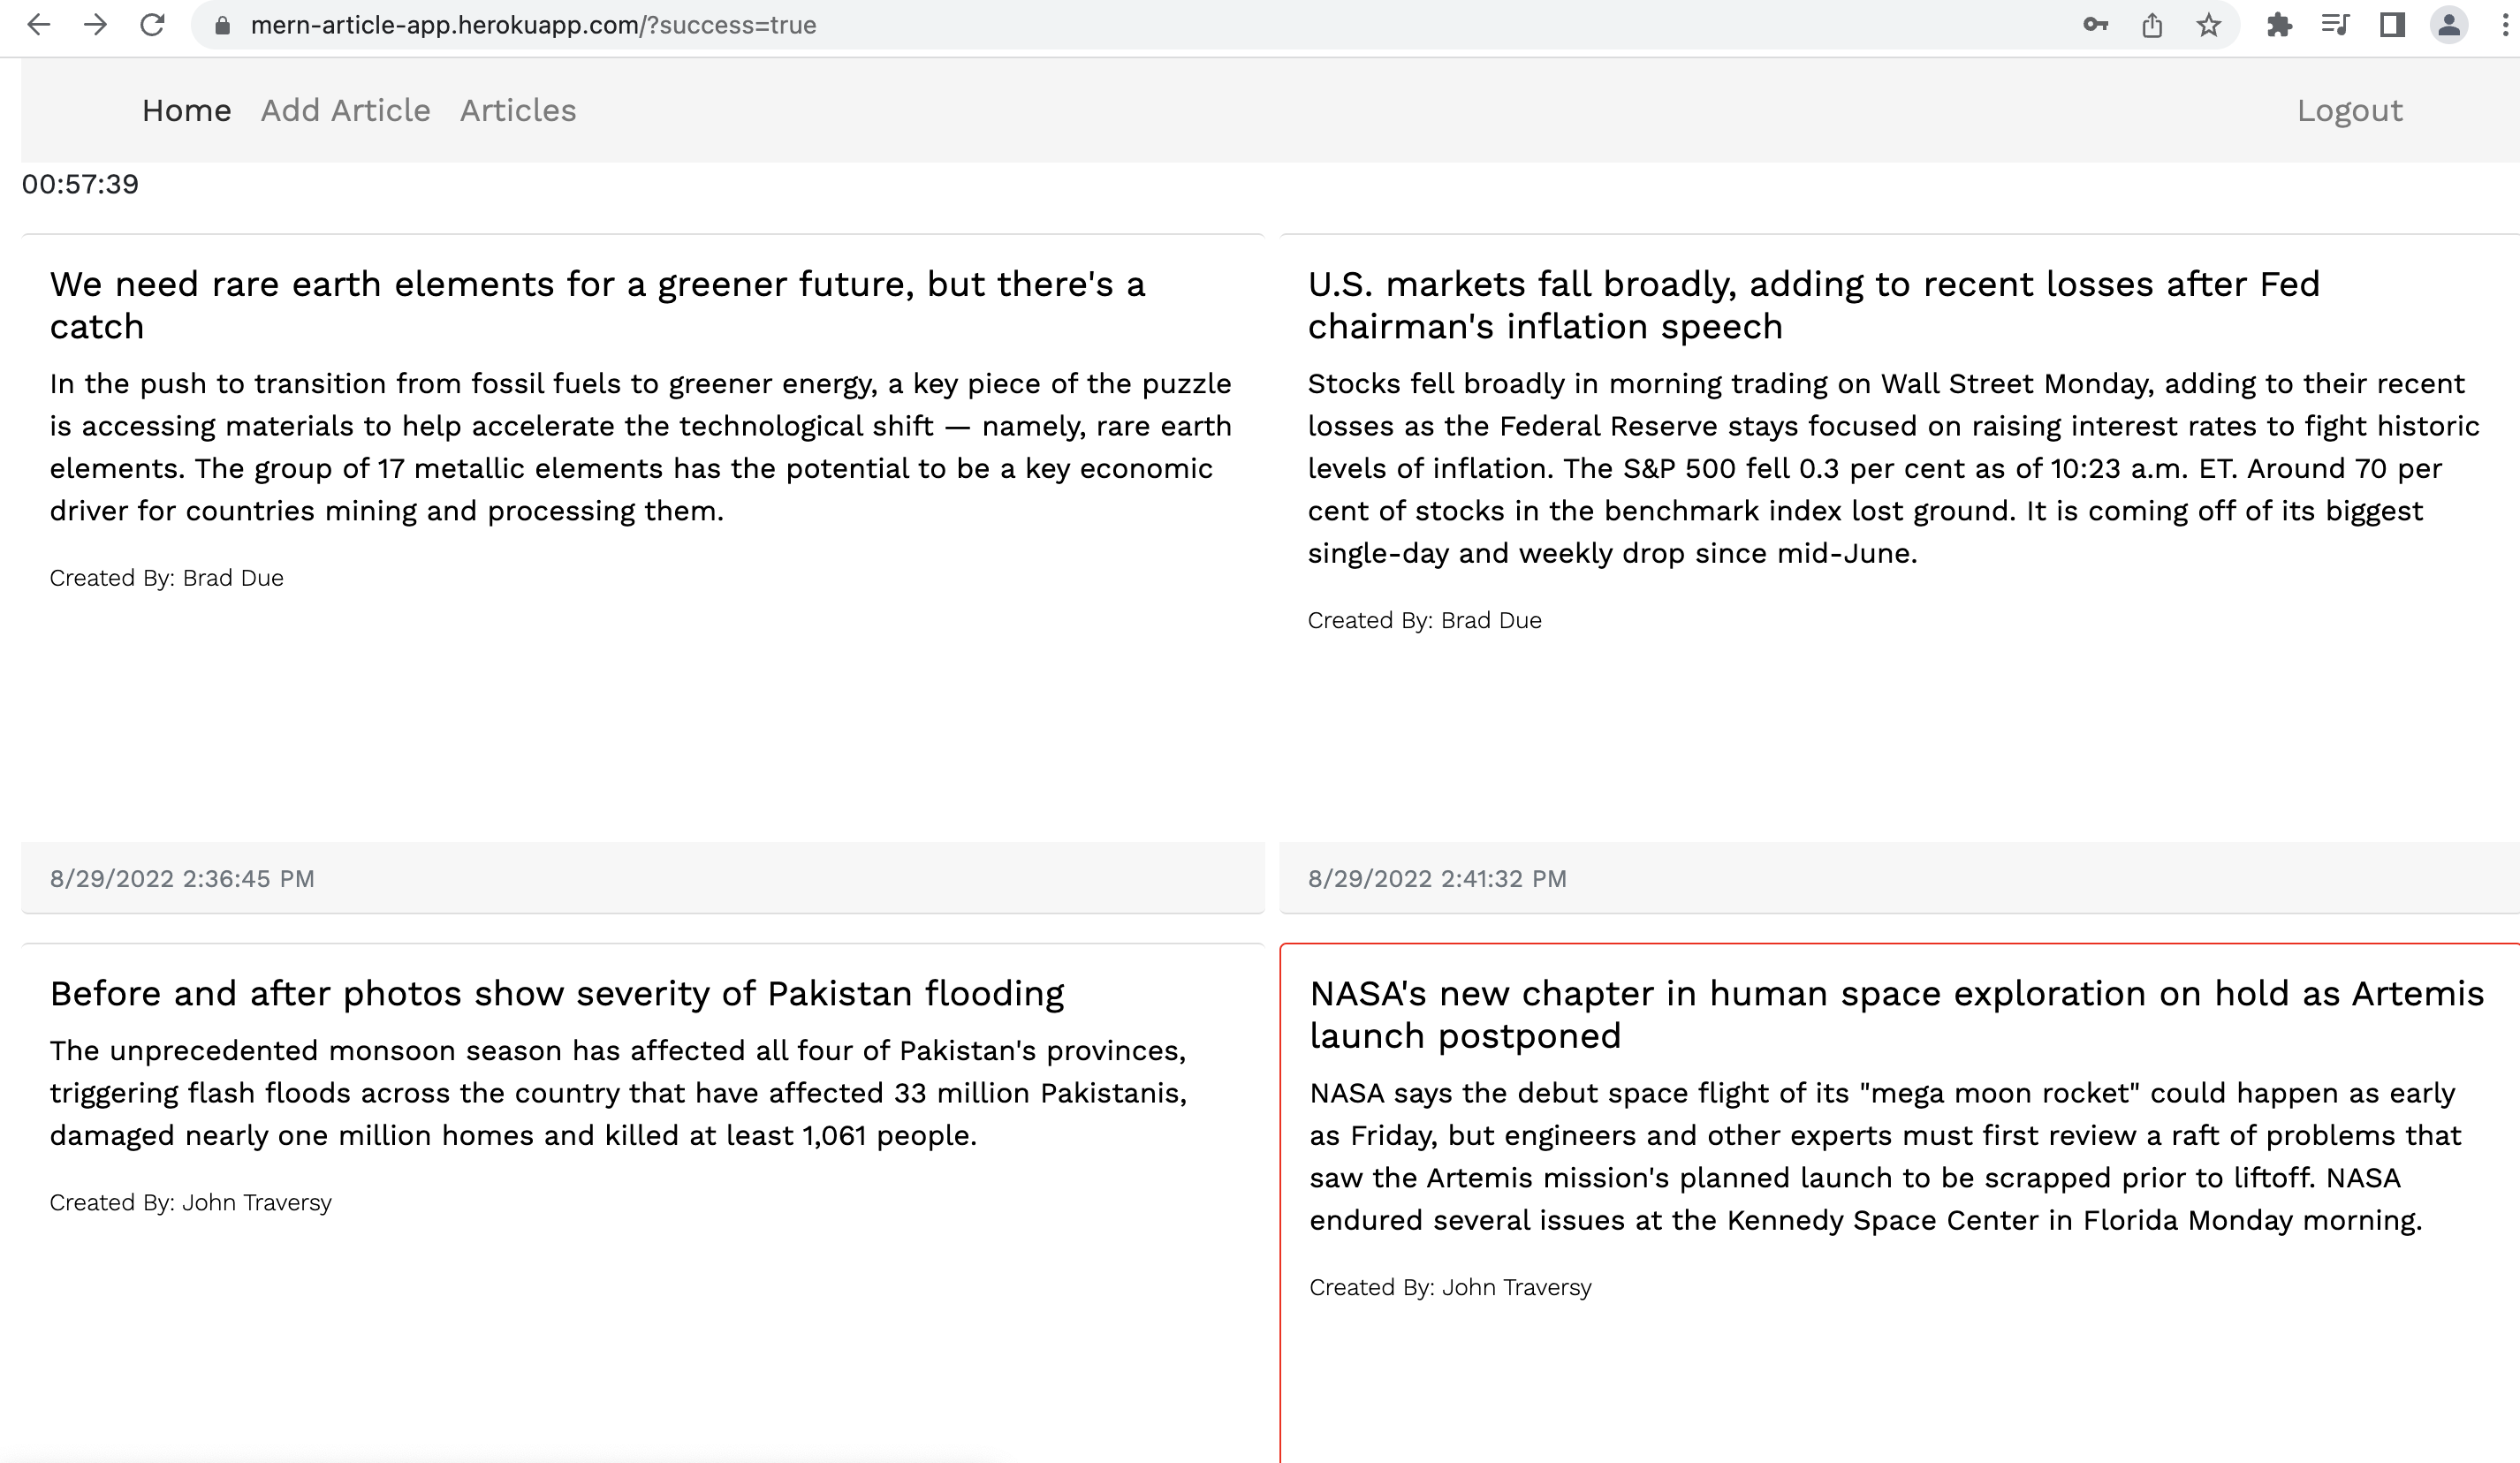 mern-article-app.herokuapp.com/?success=true
Home Add Article Articles Logout
00:57:39
We need rare earth elements for a greener future, but there's a
catch
In the push to transition from fossil fuels to greener energy, a key piece of the puzzle
is accessing materials to help accelerate the technological shift — namely, rare earth
elements. The group of 17 metallic elements has the potential to be a key economic
driver for countries mining and processing them.
Created By: Brad Due
8/29/2022 2:36:45 PM
U.S. markets fall broadly, adding to recent losses after Fed
chairman's inflation speech
Stocks fell broadly in morning trading on Wall Street Monday, adding to their recent
losses as the Federal Reserve stays focused on raising interest rates to fight historic
levels of inflation. The S&P 500 fell 0.3 per cent as of 10:23 a.m. ET. Around 70 per
cent of stocks in the benchmark index lost ground. It is coming off of its biggest
single-day and weekly drop since mid-June.
Created By: Brad Due
8/29/2022 2:41:32 PM
Before and after photos show severity of Pakistan flooding
The unprecedented monsoon season has affected all four of Pakistan's provinces,
triggering flash floods across the country that have affected 33 million Pakistanis,
damaged nearly one million homes and killed at least 1,061 people.
Created By: John Traversy
NASA's new chapter in human space exploration on hold as Artemis
launch postponed
NASA says the debut space flight of its "mega moon rocket" could happen as early
as Friday, but engineers and other experts must first review a raft of problems that
saw the Artemis mission's planned launch to be scrapped prior to liftoff. NASA
endured several issues at the Kennedy Space Center in Florida Monday morning.
Created By: John Traversy